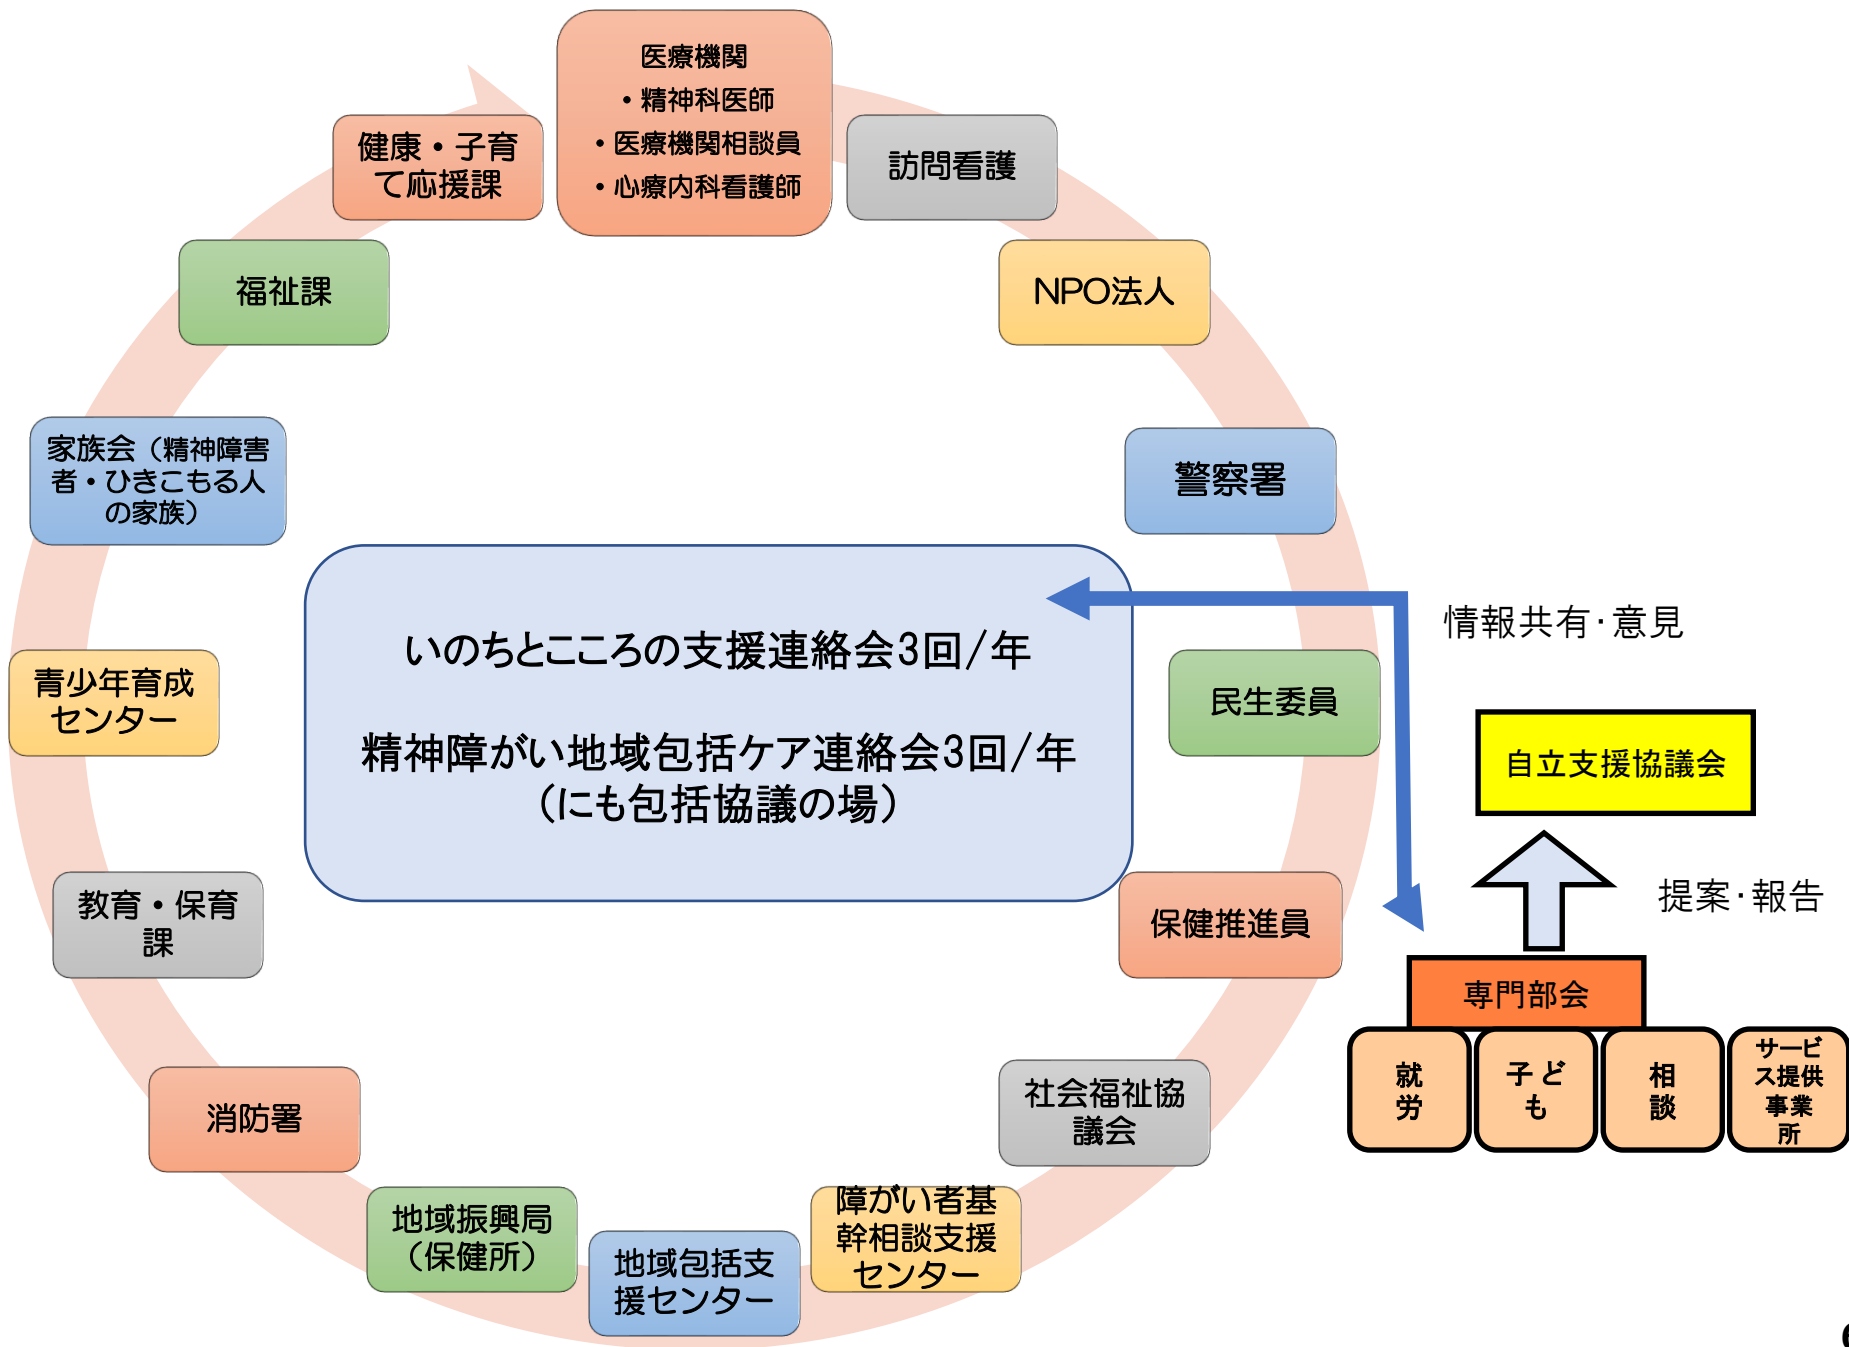 医療機関
・精神科医師
・医療機関相談員
・心療内科看護師
訪問看護
NPO法人
警察署
民生委員
保健推進員
社会福祉協
議会
障がい者基
幹相談支援
センター
地域包括支
援センター
地域振興局
（保健所）
消防署
教育・保育
課
青少年育成
センター
家族会（精神障害
者・ひきこもる人
の家族）
福祉課
健康・子育
て応援課
いのちとこころの支援連絡会3回/年
精神障がい地域包括ケア連絡会3回/年
（にも包括協議の場）
情報共有・意見
自立支援協議会
提案・報告
専門部会
就
労
子ど
も
相
談
サービ
ス提供
事業
所